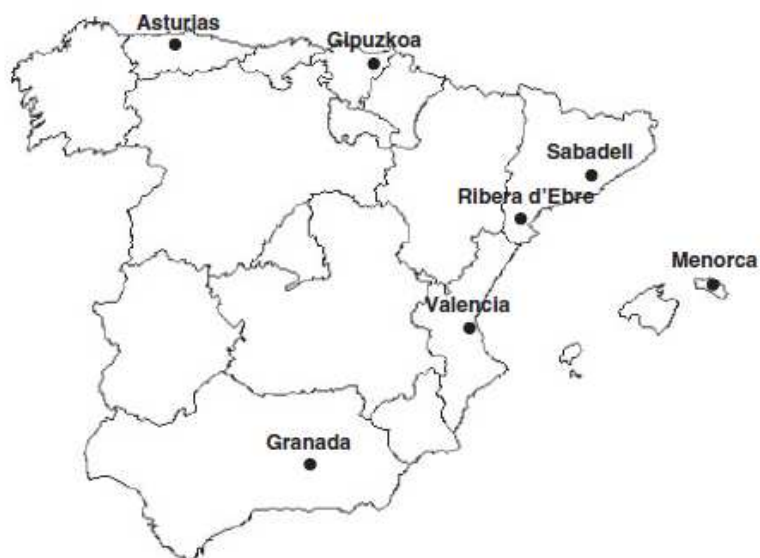 Asturias
Gipuzkoa
Sabadell
Ribera d'Ebre
Menorca
Valencia
Granada